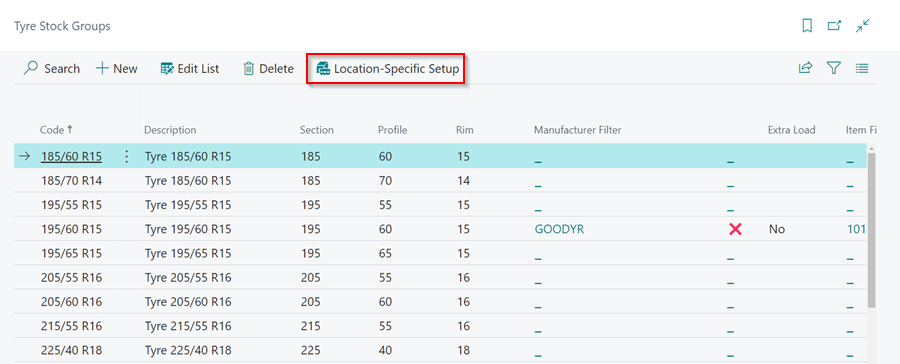 Tyre Stock Groups
Search New Edit List Delete Location-Specific Setup
Code ↑ Description Section Profile Rim Manufacturer Filter Extra Load Item Fi
185/60 R15 Tyre 185/60 R15 185 60 15 _ _ _
185/70 R14 Tyre 185/60 R15 185 70 14 _ _ _
195/55 R15 Tyre 195/55 R15 195 55 15 _ _ _
195/60 R15 Tyre 195/60 R15 195 60 15 GOODYR No 101
195/65 R15 Tyre 195/65 R15 195 65 15 _ _ _
205/55 R16 Tyre 205/55 R16 205 55 16 _ _ _
205/60 R16 Tyre 205/60 R16 205 60 16 _ _ _
215/55 R16 Tyre 215/55 R16 215 55 16 _ _ _
225/40 R18 Tyre 225/40 R18 225 40 18 _ _ _